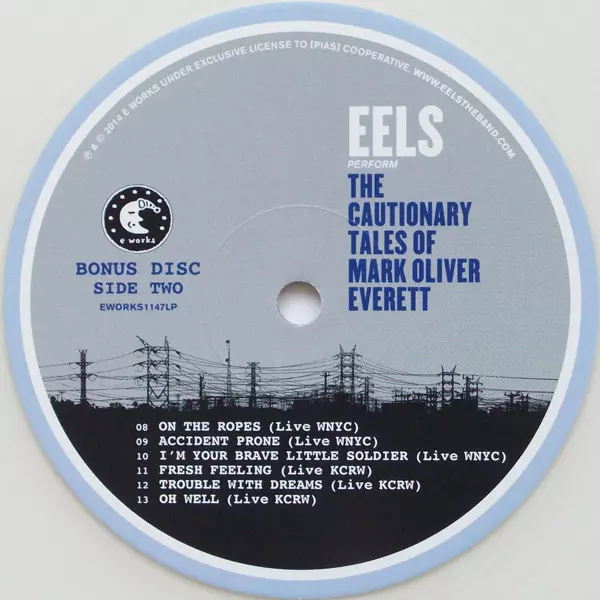 ℗ & © 2014 E WORKS UNDER EXCLUSIVE LICENSE TO [PIAS] COOPERATIVE. WWW.EELSTHEBAND.COM
EELS
PERFORM
THE
CAUTIONARY
TALES OF
MARK OLIVER
EVERETT
e works
BONUS DISC
SIDE TWO
EWORKS1147LP
08 ON THE ROPES (Live WNYC)
09 ACCIDENT PRONE (Live WNYC)
10 I'M YOUR BRAVE LITTLE SOLDIER (Live WNYC)
11 FRESH FEELING (Live KCRW)
12 TROUBLE WITH DREAMS (Live KCRW)
13 OH WELL (Live KCRW)